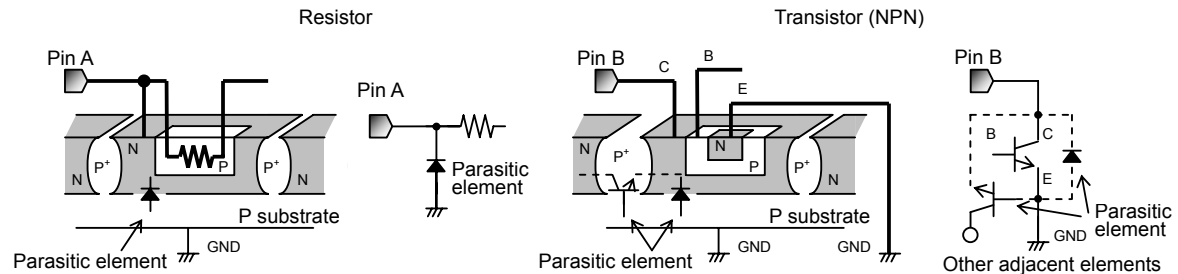 Resistor
Transistor (NPN)
Pin A
Pin A
N
P⁺
N
P
P⁺
N
Parasitic element
P substrate
GND
Parasitic
element
Pin B
C
B
E
N
P⁺
N
N
P
P⁺
N
Parasitic element
P substrate
GND
GND
Pin B
B
C
E
Parasitic
element
GND
Other adjacent elements